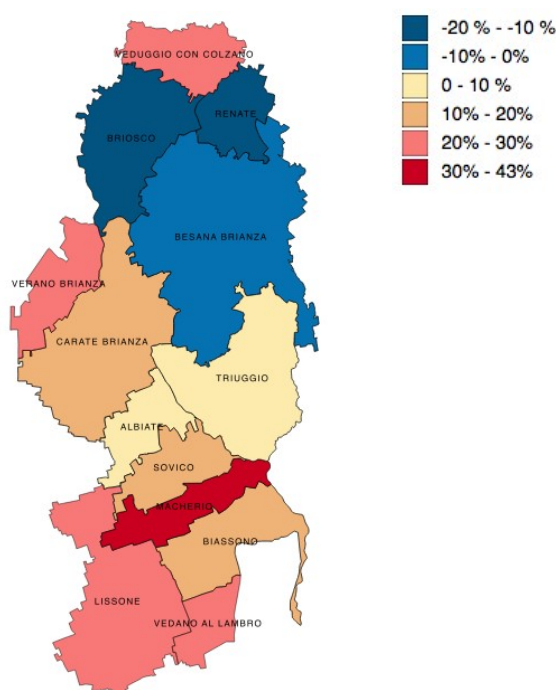 -20 % - -10 %
-10% - 0%
0 - 10 %
10% - 20%
20% - 30%
30% - 43%
VEDUGGIO CON COLZANO
RENATE
BRIOSCO
BESANA BRIANZA
VERANO BRIANZA
CARATE BRIANZA
TRIUGGIO
ALBIATE
SOVICO
MACHERIO
BIASSONO
LISSONE
VEDANO AL LAMBRO